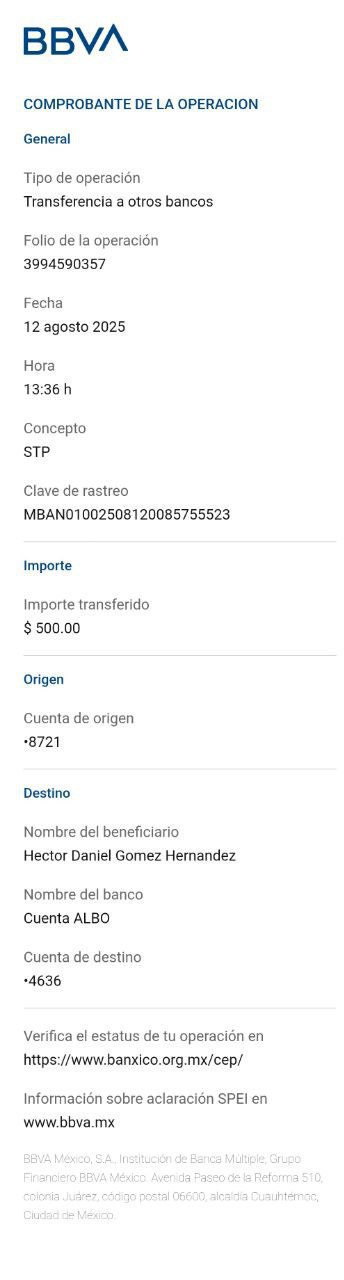 BBVA
COMPROBANTE DE LA OPERACION
General
Tipo de operación
Transferencia a otros bancos
Folio de la operación
3994590357
Fecha
12 agosto 2025
Hora
13:36 h
Concepto
STP
Clave de rastreo
MBAN01002508120085755523
Importe
Importe transferido
$ 500.00
Origen
Cuenta de origen
•8721
Destino
Nombre del beneficiario
Hector Daniel Gomez Hernandez
Nombre del banco
Cuenta ALBO
Cuenta de destino
•4636
Verifica el estatus de tu operación en
https://www.banxico.org.mx/cep/
Información sobre aclaración SPEI en
www.bbva.mx
BBVA México, S.A., Institución de Banca Múltiple, Grupo
Financiero BBVA México. Avenida Paseo de la Reforma 510,
colonia Juárez, código postal 06600, alcaldía Cuauhtémoc,
Ciudad de México.